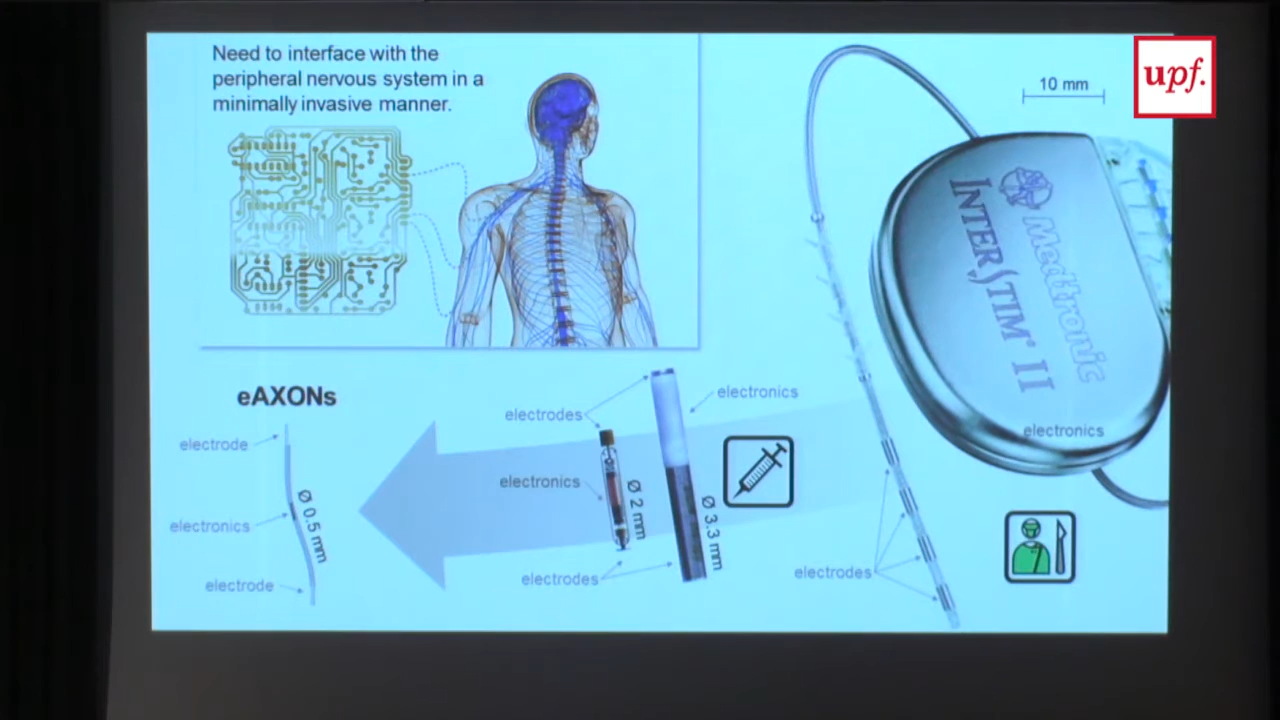 Need to interface with the
peripheral nervous system in a
minimally invasive manner.
upf.
10 mm
Medtronic
INTERSTIM® II
electronics
eAXONs
electrode
electronics
electrode
Ø 0.5 mm
electrodes
electronics
electronics
Ø 2 mm
Ø 3.3 mm
electrodes
electrodes